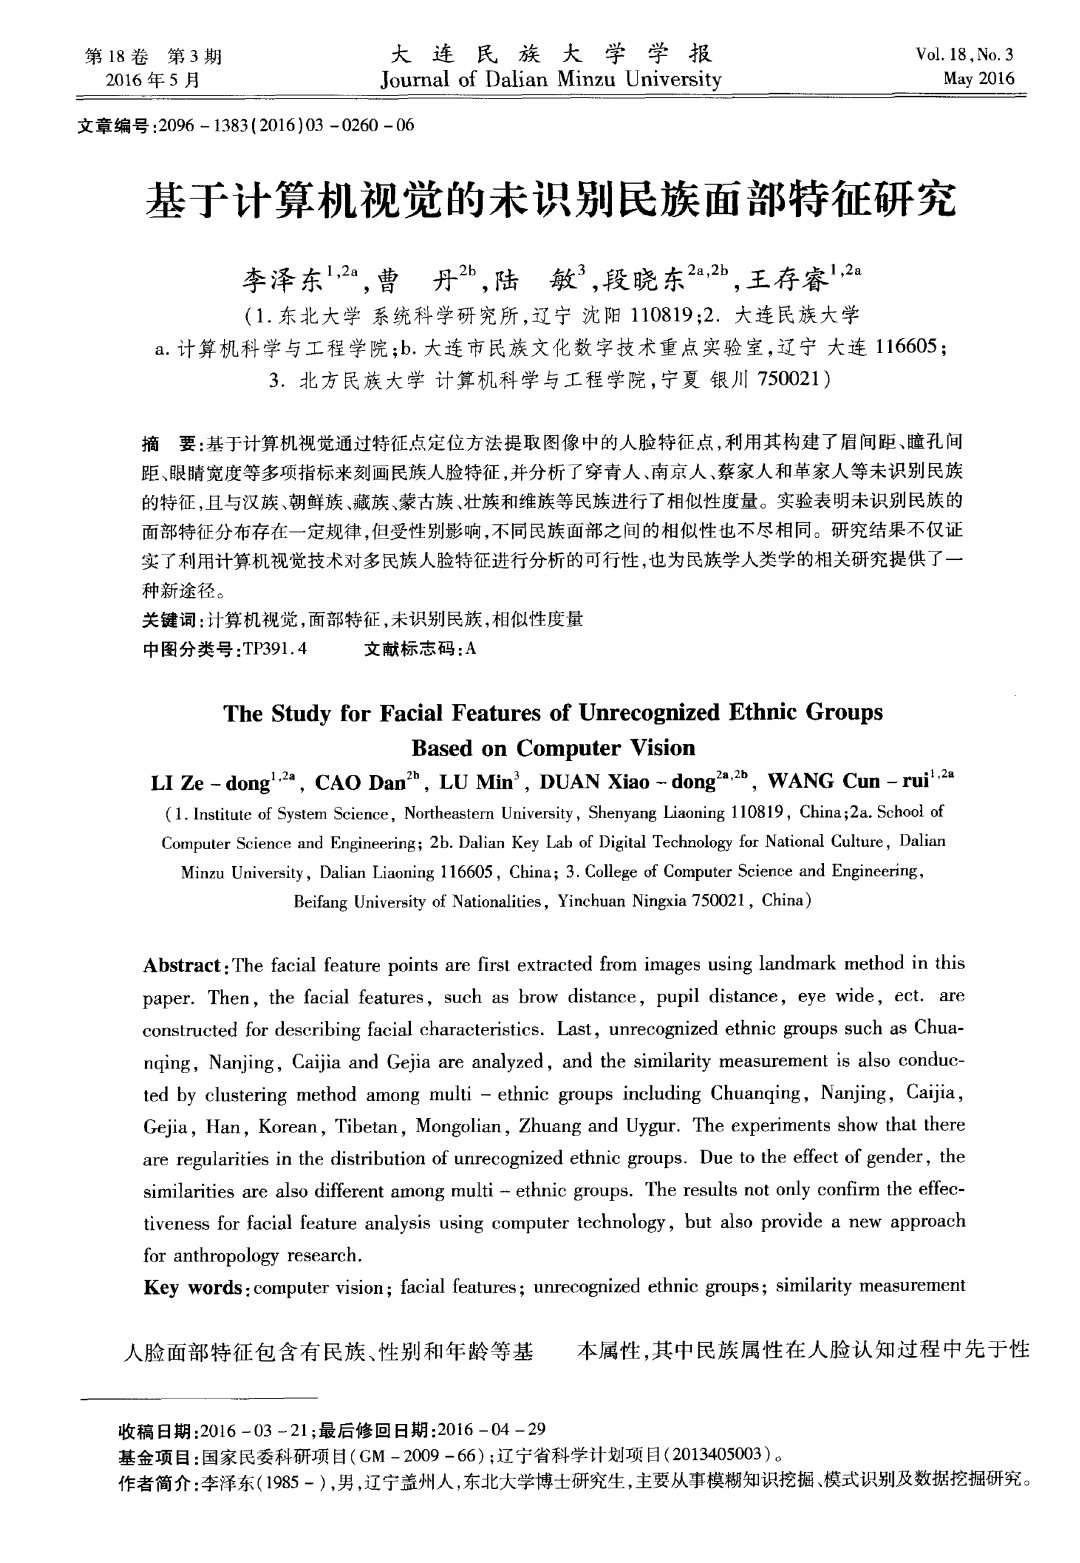 第18卷 第3期
2016年5月
大连民族大学学报
Journal of Dalian Minzu University
Vol. 18, No. 3
May 2016
文章编号:2096-1383(2016)03-0260-06
基于计算机视觉的未识别民族面部特征研究
李泽东1,2a,曹 丹2b,陆 敏3,段晓东2a,2b,王存睿1,2a
(1.东北大学 系统科学研究所,辽宁 沈阳 110819;2. 大连民族大学
a.计算机科学与工程学院;b.大连市民族文化数字技术重点实验室,辽宁 大连 116605;
3. 北方民族大学 计算机科学与工程学院,宁夏 银川 750021)
摘 要:基于计算机视觉通过特征点定位方法提取图像中的人脸特征点,利用其构建了眉间距、瞳孔间
距、眼睛宽度等多项指标来刻画民族人脸特征,并分析了穿青人、南京人、蔡家人和革家人等未识别民族
的特征,且与汉族、朝鲜族、藏族、蒙古族、壮族和维族等民族进行了相似性度量。实验表明未识别民族的
面部特征分布存在一定规律,但受性别影响,不同民族面部之间的相似性也不尽相同。研究结果不仅证
实了利用计算机视觉技术对多民族人脸特征进行分析的可行性,也为民族学人类学的相关研究提供了一
种新途径。
关键词:计算机视觉,面部特征,未识别民族,相似性度量
中图分类号:TP391.4 文献标志码:A
The Study for Facial Features of Unrecognized Ethnic Groups
Based on Computer Vision
LI Ze-dong1,2a, CAO Dan2b, LU Min3, DUAN Xiao-dong2a,2b, WANG Cun-rui1,2a
(1. Institute of System Science, Northeastern University, Shenyang Liaoning 110819, China;2a. School of
Computer Science and Engineering; 2b. Dalian Key Lab of Digital Technology for National Culture, Dalian
Minzu University, Dalian Liaoning 116605, China; 3. College of Computer Science and Engineering,
Beifang University of Nationalities, Yinchuan Ningxia 750021, China)
Abstract:The facial feature points are first extracted from images using landmark method in this
paper. Then, the facial features, such as brow distance, pupil distance, eye wide, ect. are
constructed for describing facial characteristics. Last, unrecognized ethnic groups such as Chua-
nqing, Nanjing, Caijia and Gejia are analyzed, and the similarity measurement is also conduc-
ted by clustering method among multi-ethnic groups including Chuanqing, Nanjing, Caijia,
Gejia, Han, Korean, Tibetan, Mongolian, Zhuang and Uygur. The experiments show that there
are regularities in the distribution of unrecognized ethnic groups. Due to the effect of gender, the
similarities are also different among multi-ethnic groups. The results not only confirm the effec-
tiveness for facial feature analysis using computer technology, but also provide a new approach
for anthropology research.
Key words:computer vision; facial features; unrecognized ethnic groups; similarity measurement
人脸面部特征包含有民族、性别和年龄等基
本属性,其中民族属性在人脸认知过程中先于性
收稿日期:2016-03-21;最后修回日期:2016-04-29
基金项目:国家民委科研项目(GM-2009-66);辽宁省科学计划项目(2013405003)。
作者简介:李泽东(1985-),男,辽宁盖州人,东北大学博士研究生,主要从事模糊知识挖掘、模式识别及数据挖掘研究。